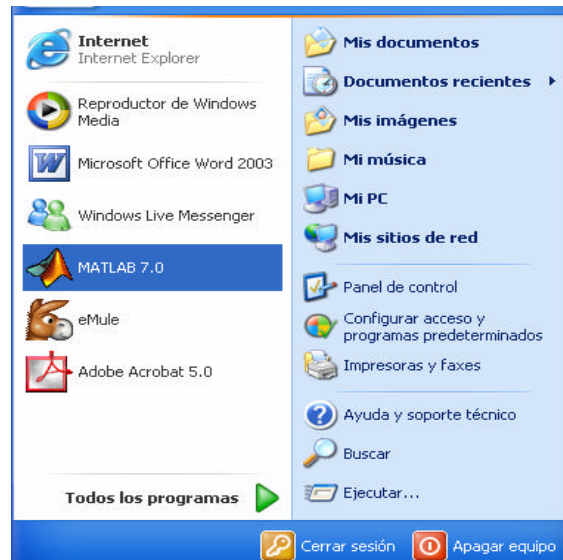 Internet
Internet Explorer
Reproductor de Windows
Media
Microsoft Office Word 2003
Windows Live Messenger
MATLAB 7.0
eMule
Adobe Acrobat 5.0
Todos los programas
Mis documentos
Documentos recientes
Mis imágenes
Mi música
Mi PC
Mis sitios de red
Panel de control
Configurar acceso y
programas predeterminados
Impresoras y faxes
Ayuda y soporte técnico
Buscar
Ejecutar...
Cerrar sesión
Apagar equipo